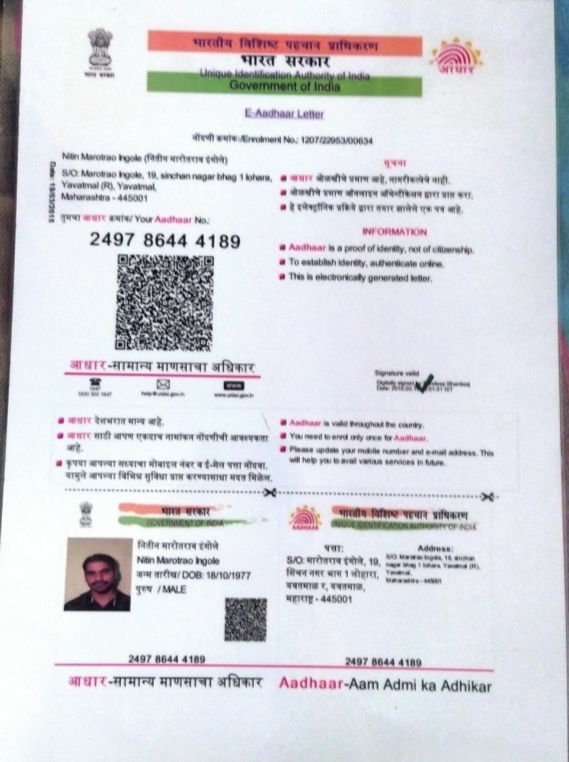 भारतीय विशिष्ट पहचान प्राधिकरण
भारत सरकार
Unique Identification Authority of India
Government of India
भारत सरकार
आधार
E-Aadhaar Letter
नोंदणी क्रमांक/Enrolment No.: 1207/22953/00634
Nitin Marotrao Ingole (नितीन मारोतराव इंगोले)
S/O: Marotrao Ingole, 19, sinchan nagar bhag 1 lohara,
Yavatmal (R), Yavatmal,
Maharashtra - 445001
तुमचा आधार क्रमांक/ Your Aadhaar No.:
2497 8644 4189
सूचना
आधार ओळखीचे प्रमाण आहे, नागरीकत्वाचे नाही.
ओळखीचे प्रमाण ऑनलाइन ऑथेन्टिकेशन द्वारा प्राप्त करा.
हे इलेक्ट्रॉनिक प्रक्रिये द्वारा तयार झालेले एक पत्र आहे.
INFORMATION
Aadhaar is a proof of identity, not of citizenship.
To establish identity, authenticate online.
This is electronically generated letter.
आधार-सामान्य माणसाचा अधिकार
1947
help@uidai.gov.in
www
www.uidai.gov.in
Signature valid
Digitally signed by
आधार देशभरात मान्य आहे.
आधार साठी आपण एकदाच नामांकन नोंदणीची आवश्यकता
आहे.
कृपया आपल्या सध्याचा मोबाइल नंबर व ई-मेल पत्ता नोंदवा.
यामुळे आपल्याला विभिन्न सुविधा प्राप्त करण्यासाठी मदत मिळेल.
Aadhaar is valid throughout the country.
You need to enrol only once for Aadhaar.
Please update your mobile number and e-mail address. This
will help you to avail various services in future.
भारत सरकार
GOVERNMENT OF INDIA
नितीन मारोतराव इंगोले
Nitin Marotrao Ingole
जन्म तारीख/ DOB: 18/10/1977
पुरुष / MALE
2497 8644 4189
आधार-सामान्य माणसाचा अधिकार
भारतीय विशिष्ट पहचान प्राधिकरण
UNIQUE IDENTIFICATION AUTHORITY OF INDIA
AADHAAR
पत्ता:
S/O: मारोतराव इंगोले, 19,
सिंचन नगर भाग 1 लोहारा,
यवतमाळ र, यवतमाळ,
महाराष्ट्र - 445001
Address:
S/O: Marotrao Ingole, 19, sinchan
nagar bhag 1 lohara, Yavatmal (R),
Yavatmal,
Maharashtra - 445001
2497 8644 4189
Aadhaar-Aam Admi ka Adhikar